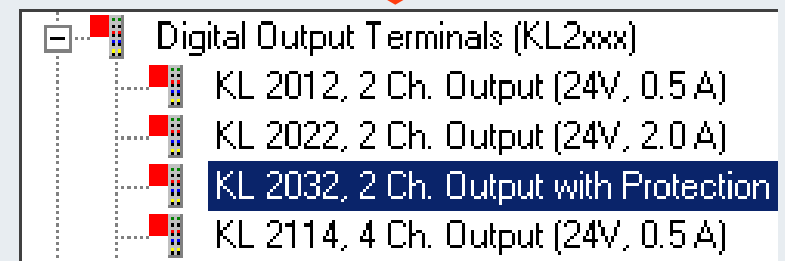 Digital Output Terminals (KL2xxx)
KL 2012, 2 Ch. Output (24V, 0.5 A)
KL 2022, 2 Ch. Output (24V, 2.0 A)
KL 2032, 2 Ch. Output with Protection
KL 2114, 4 Ch. Output (24V, 0.5 A)